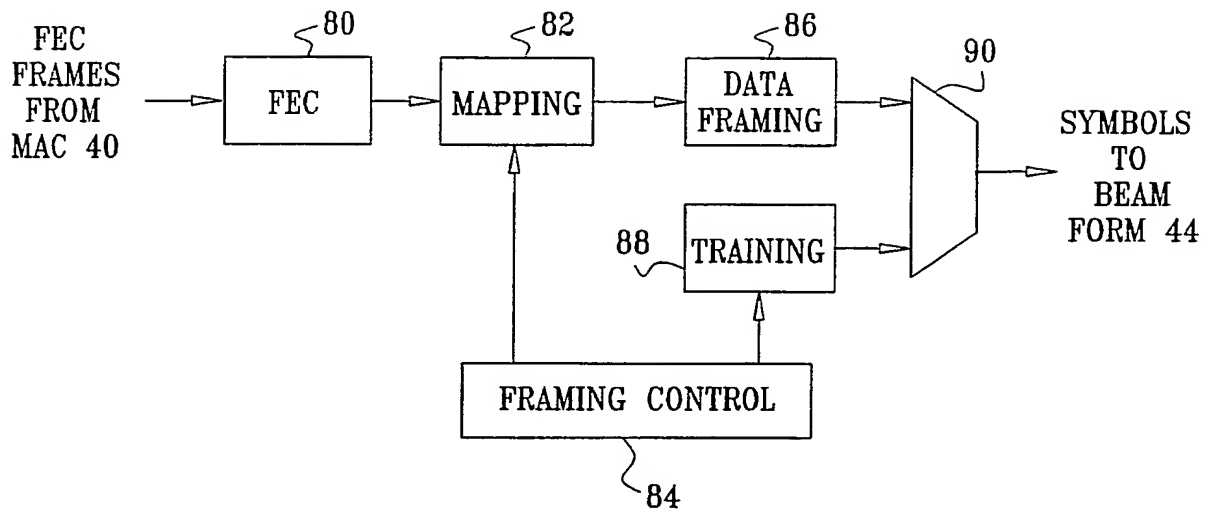 80
82
86
90
FEC
FRAMES
FROM
MAC 40
FEC
MAPPING
DATA
FRAMING
SYMBOLS
TO
BEAM
FORM 44
88
TRAINING
FRAMING CONTROL
84